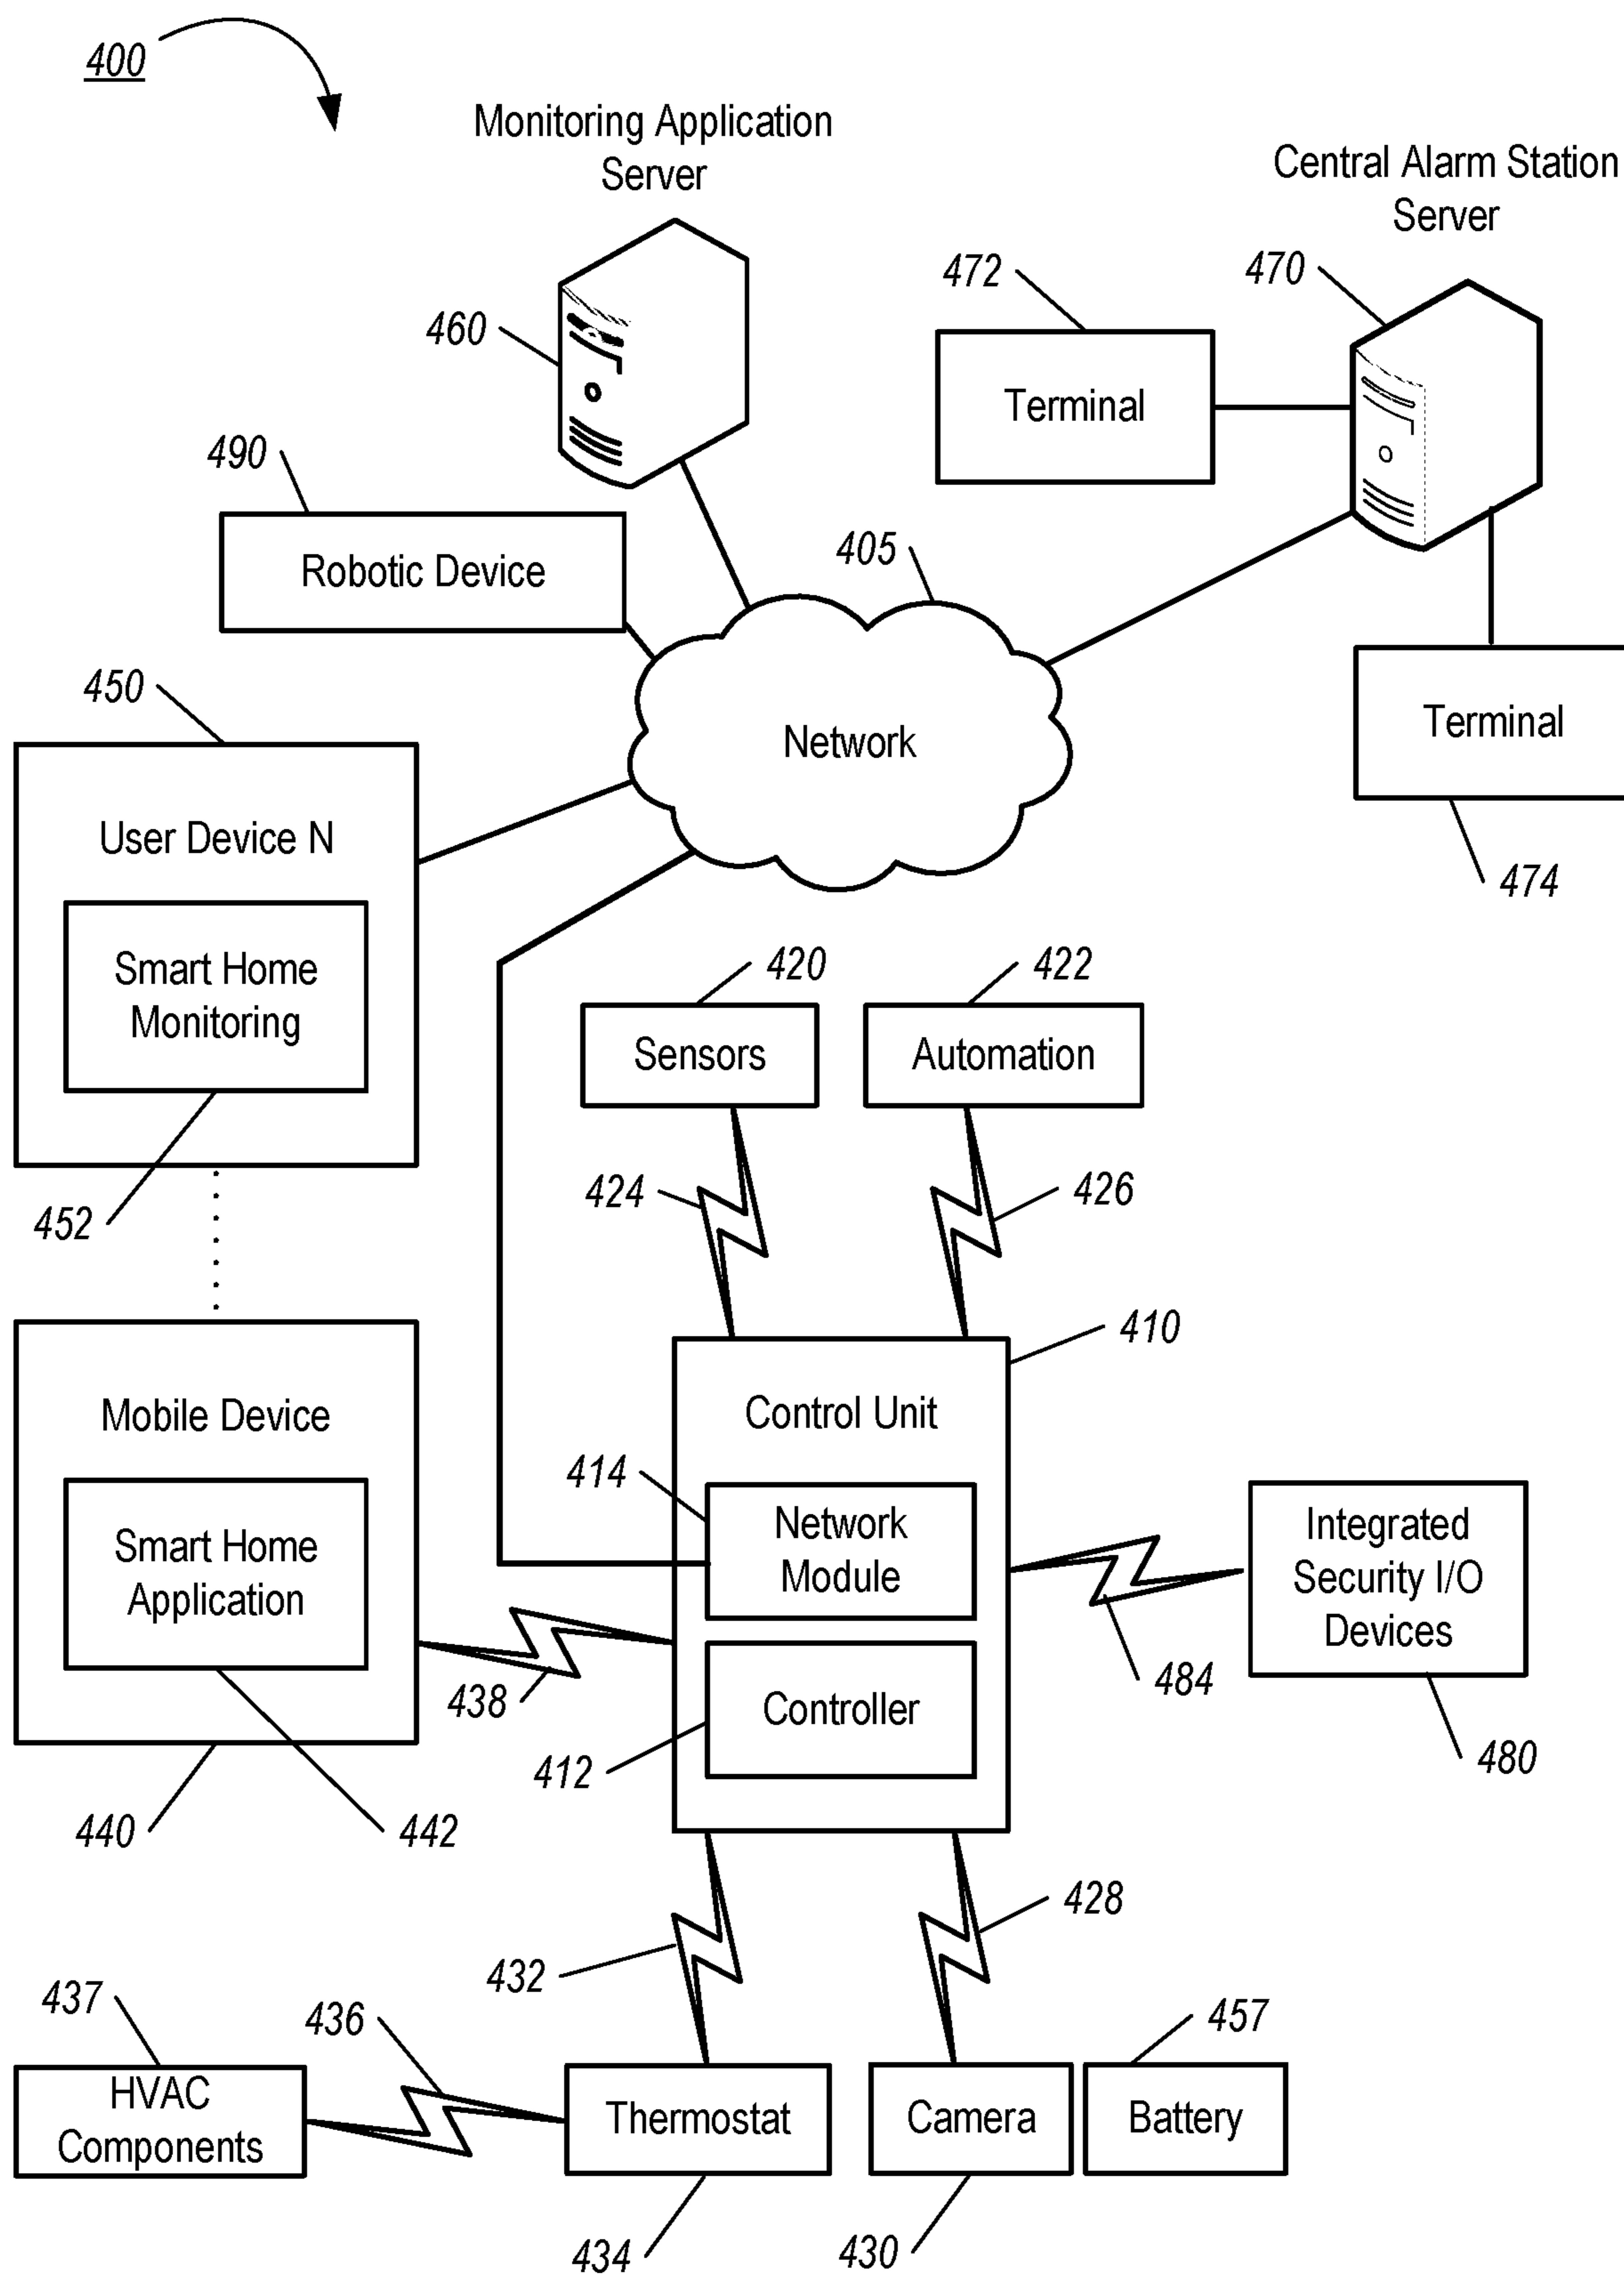 400
Monitoring Application
Server
Central Alarm Station
Server
472
470
460
Terminal
490
405
Robotic Device
450
Network
Terminal
User Device N
474
Smart Home
Monitoring
420
422
Sensors
Automation
452
424
426
410
Mobile Device
Control Unit
414
Smart Home
Application
Network
Module
Integrated
Security I/O
Devices
438
484
Controller
412
480
440
442
428
432
437
436
457
HVAC
Components
Thermostat
Camera
Battery
434
430